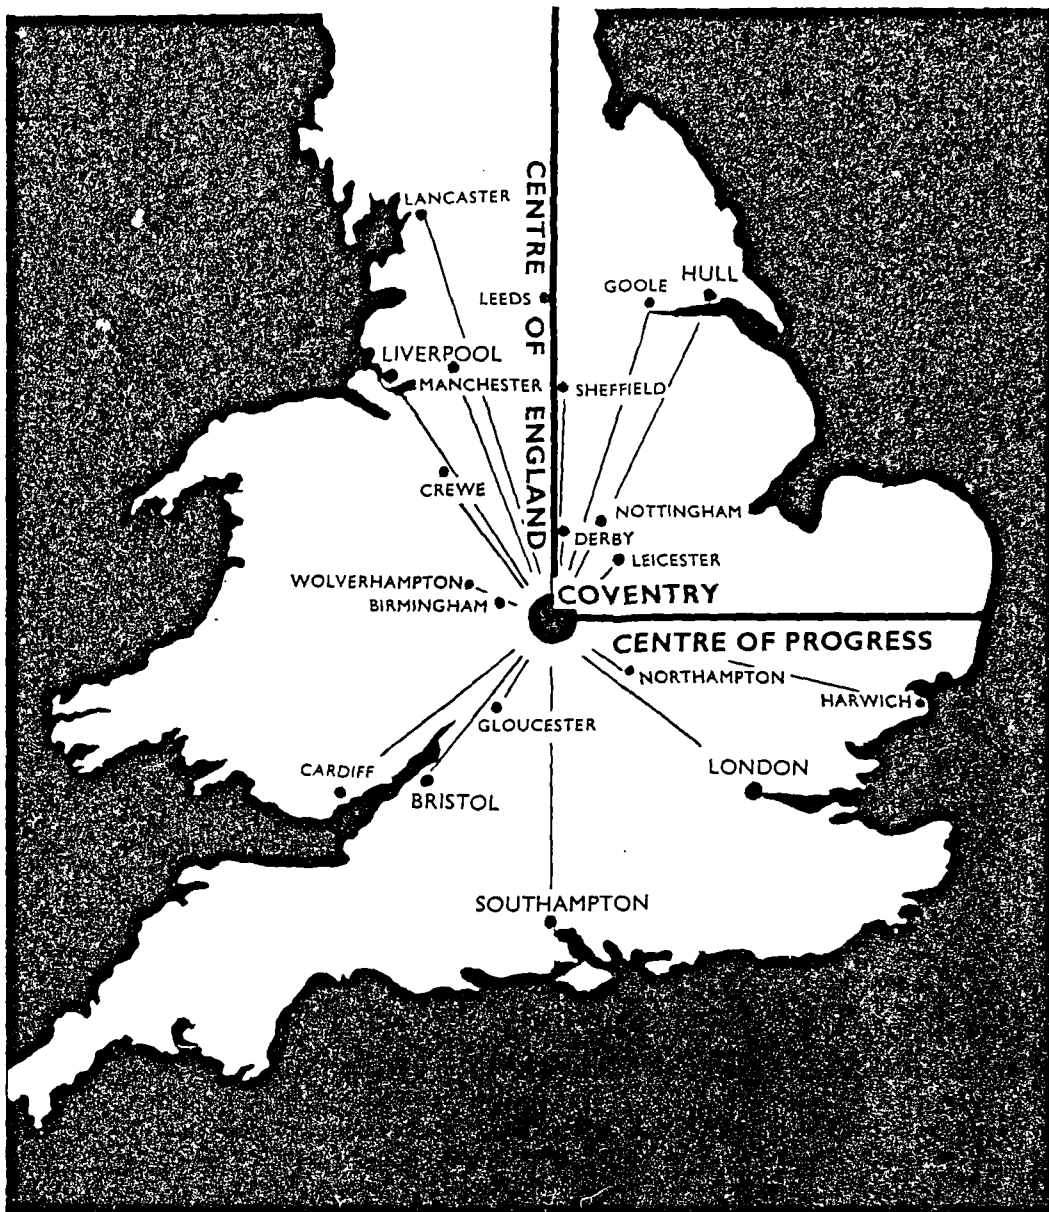 LANCASTER
CENTRE OF ENGLAND
LEEDS
GOOLE
HULL
LIVERPOOL
MANCHESTER
SHEFFIELD
CREWE
NOTTINGHAM
DERBY
LEICESTER
WOLVERHAMPTON
BIRMINGHAM
COVENTRY
CENTRE OF PROGRESS
NORTHAMPTON
HARWICH
GLOUCESTER
CARDIFF
BRISTOL
LONDON
SOUTHAMPTON